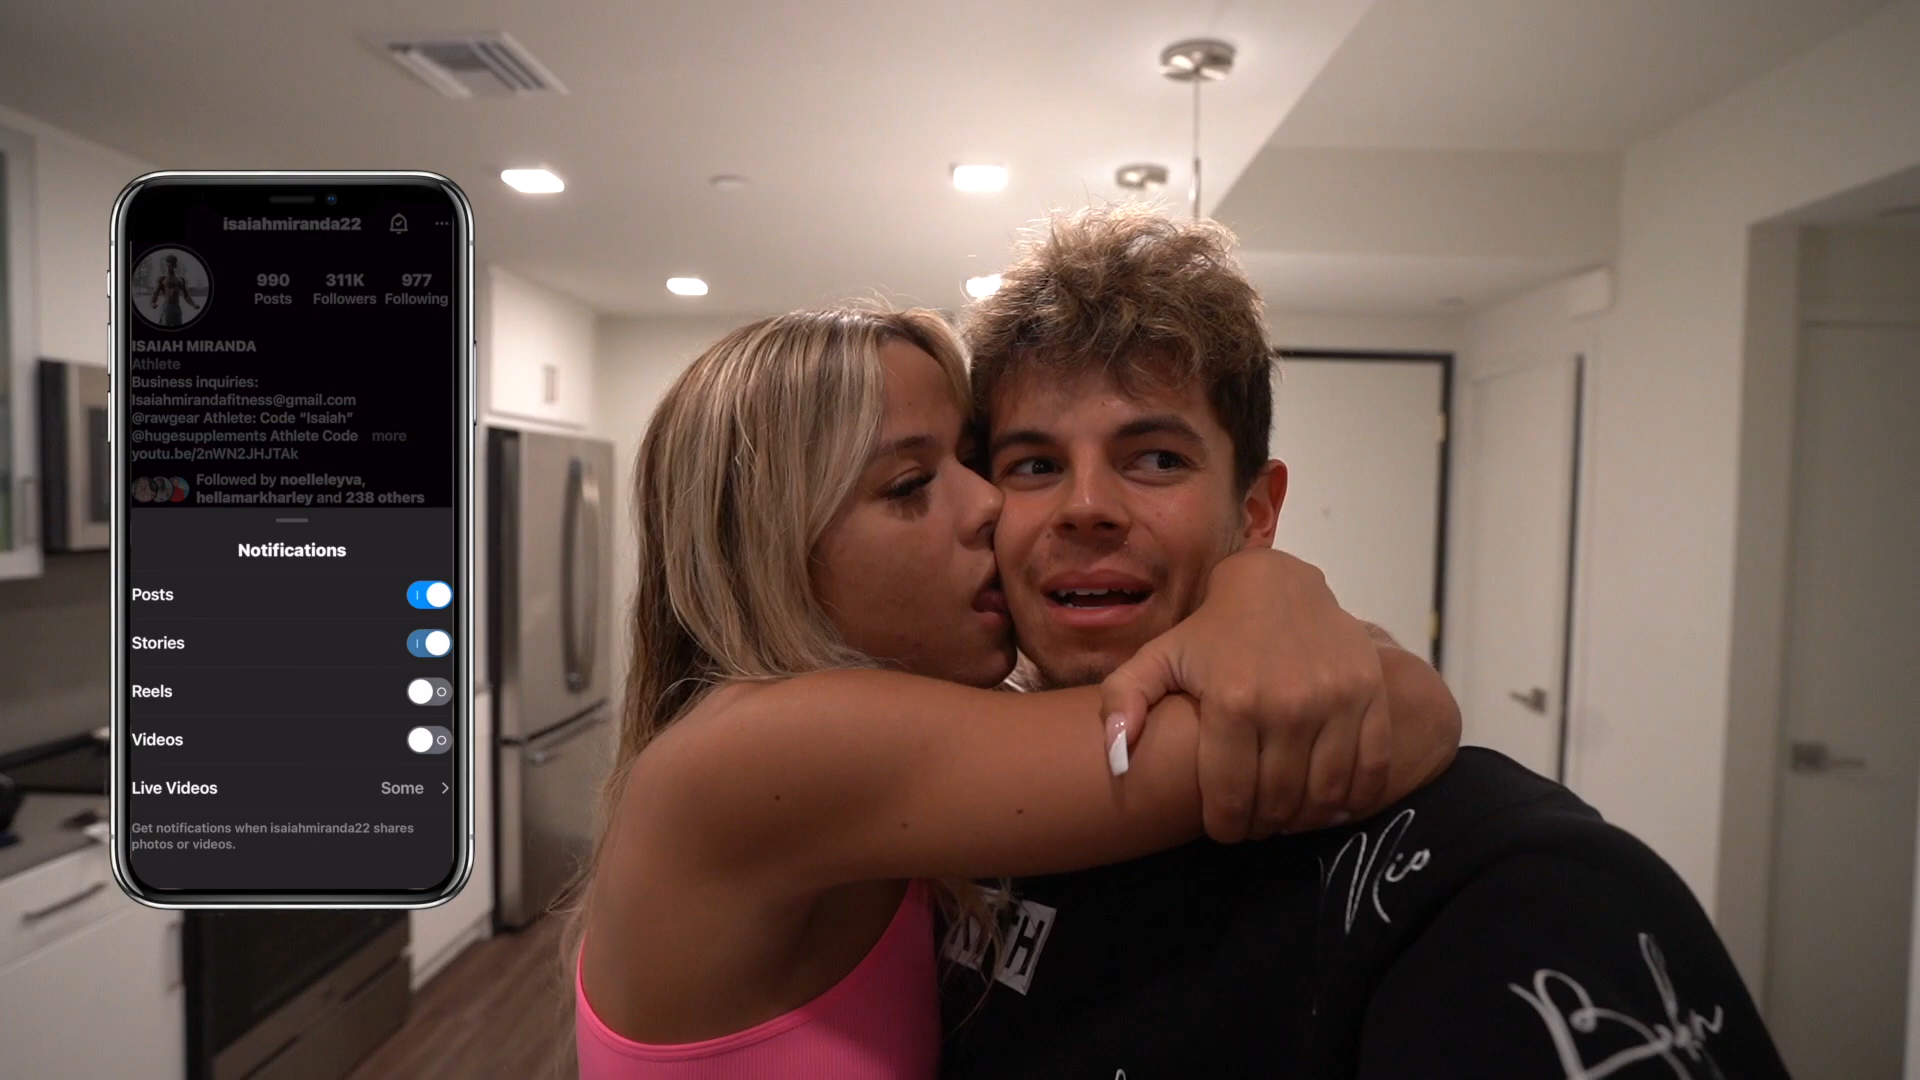 isaiahmiranda22
990
Posts
311K
Followers
977
Following
ISAIAH MIRANDA
Athlete
Business inquiries:
Isaiahmirandafitness@gmail.com
@rawgear Athlete: Code “Isaiah”
@hugesupplements Athlete Code more
youtu.be/2nWN2JHJTAk
Followed by noelleleyva,
hellamarkharley and 238 others
Notifications
Posts
Stories
Reels
Videos
Live Videos Some
Get notifications when isaiahmiranda22 shares
photos or videos.